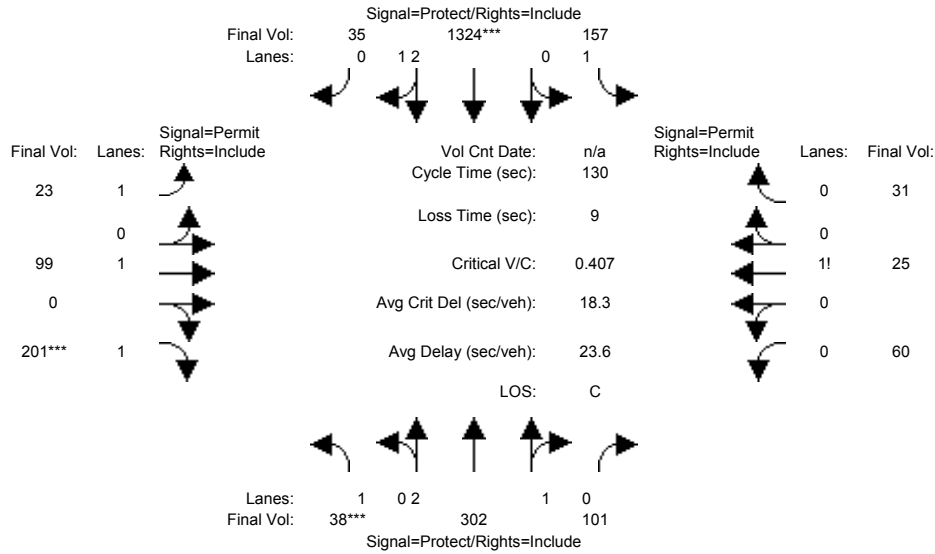 Signal=Protect/Rights=Include
Final Vol: 35 1324*** 157
Lanes: 0 1 2 0 1
Signal=Permit Signal=Permit
Final Vol: Lanes: Rights=Include Vol Cnt Date: n/a Rights=Include Lanes: Final Vol:
Cycle Time (sec): 130
23 1 0 31
Loss Time (sec): 9
0 0
99 1 Critical V/C: 0.407 1! 25
0 Avg Crit Del (sec/veh): 18.3 0
201*** 1 Avg Delay (sec/veh): 23.6 0 60
LOS: C
Lanes: 1 0 2 1 0
Final Vol: 38*** 302 101
Signal=Protect/Rights=Include